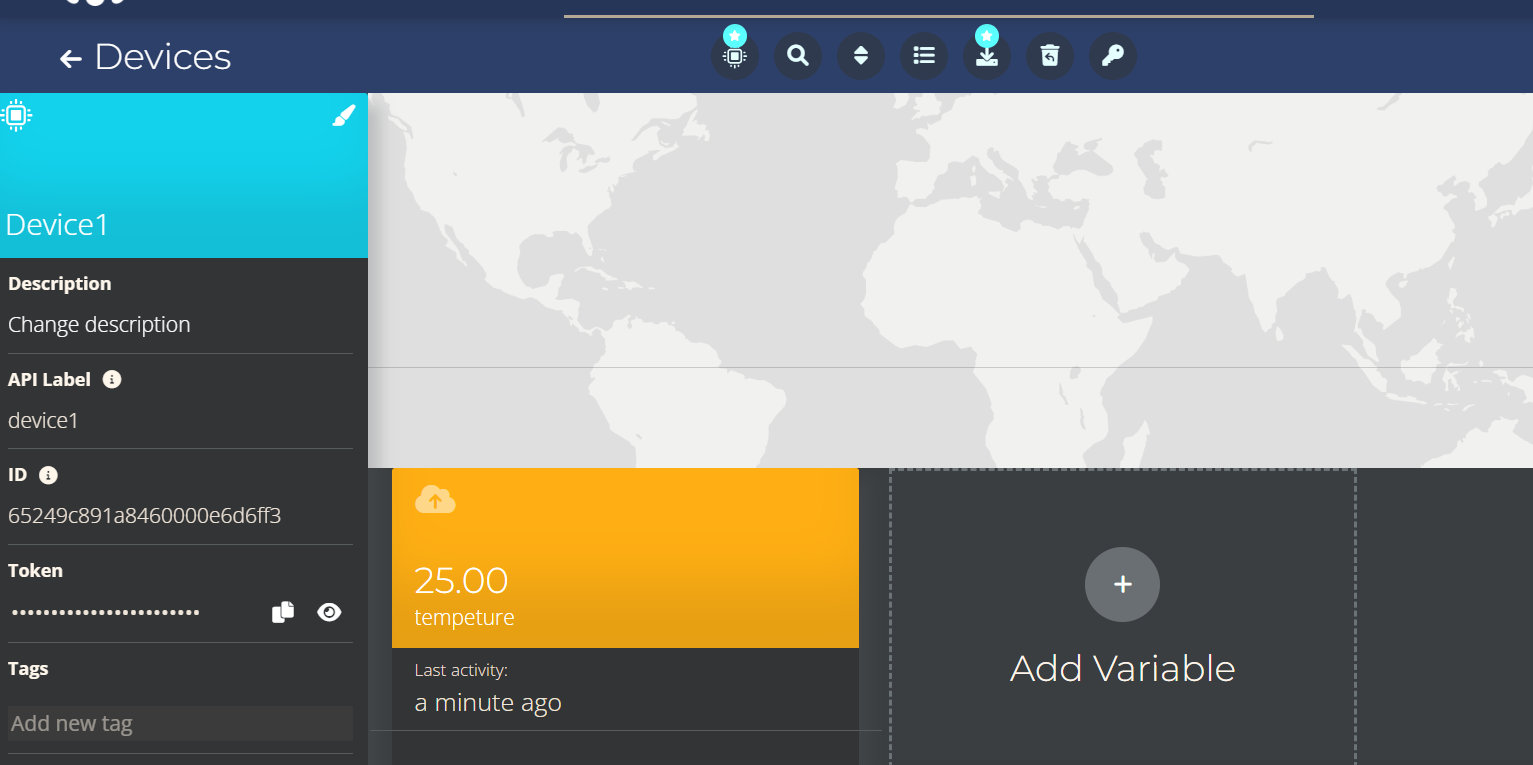 Devices
Device1
Description
Change description
API Label
device1
ID
65249c891a8460000e6d6ff3
Token
••••••••••••••••••••••••
Tags
Add new tag
25.00
tempeture
Last activity:
a minute ago
Add Variable